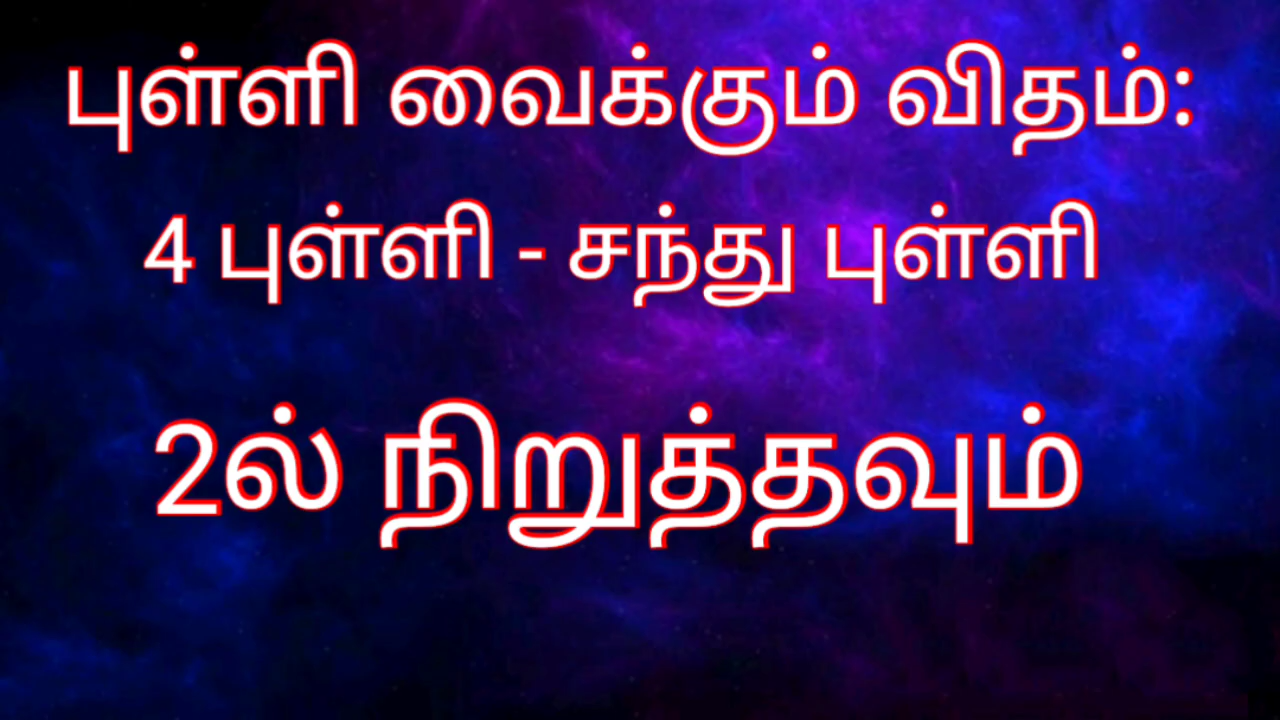 புள்ளி வைக்கும் விதம்:
4 புள்ளி - சந்து புள்ளி
2ல் நிறுத்தவும்